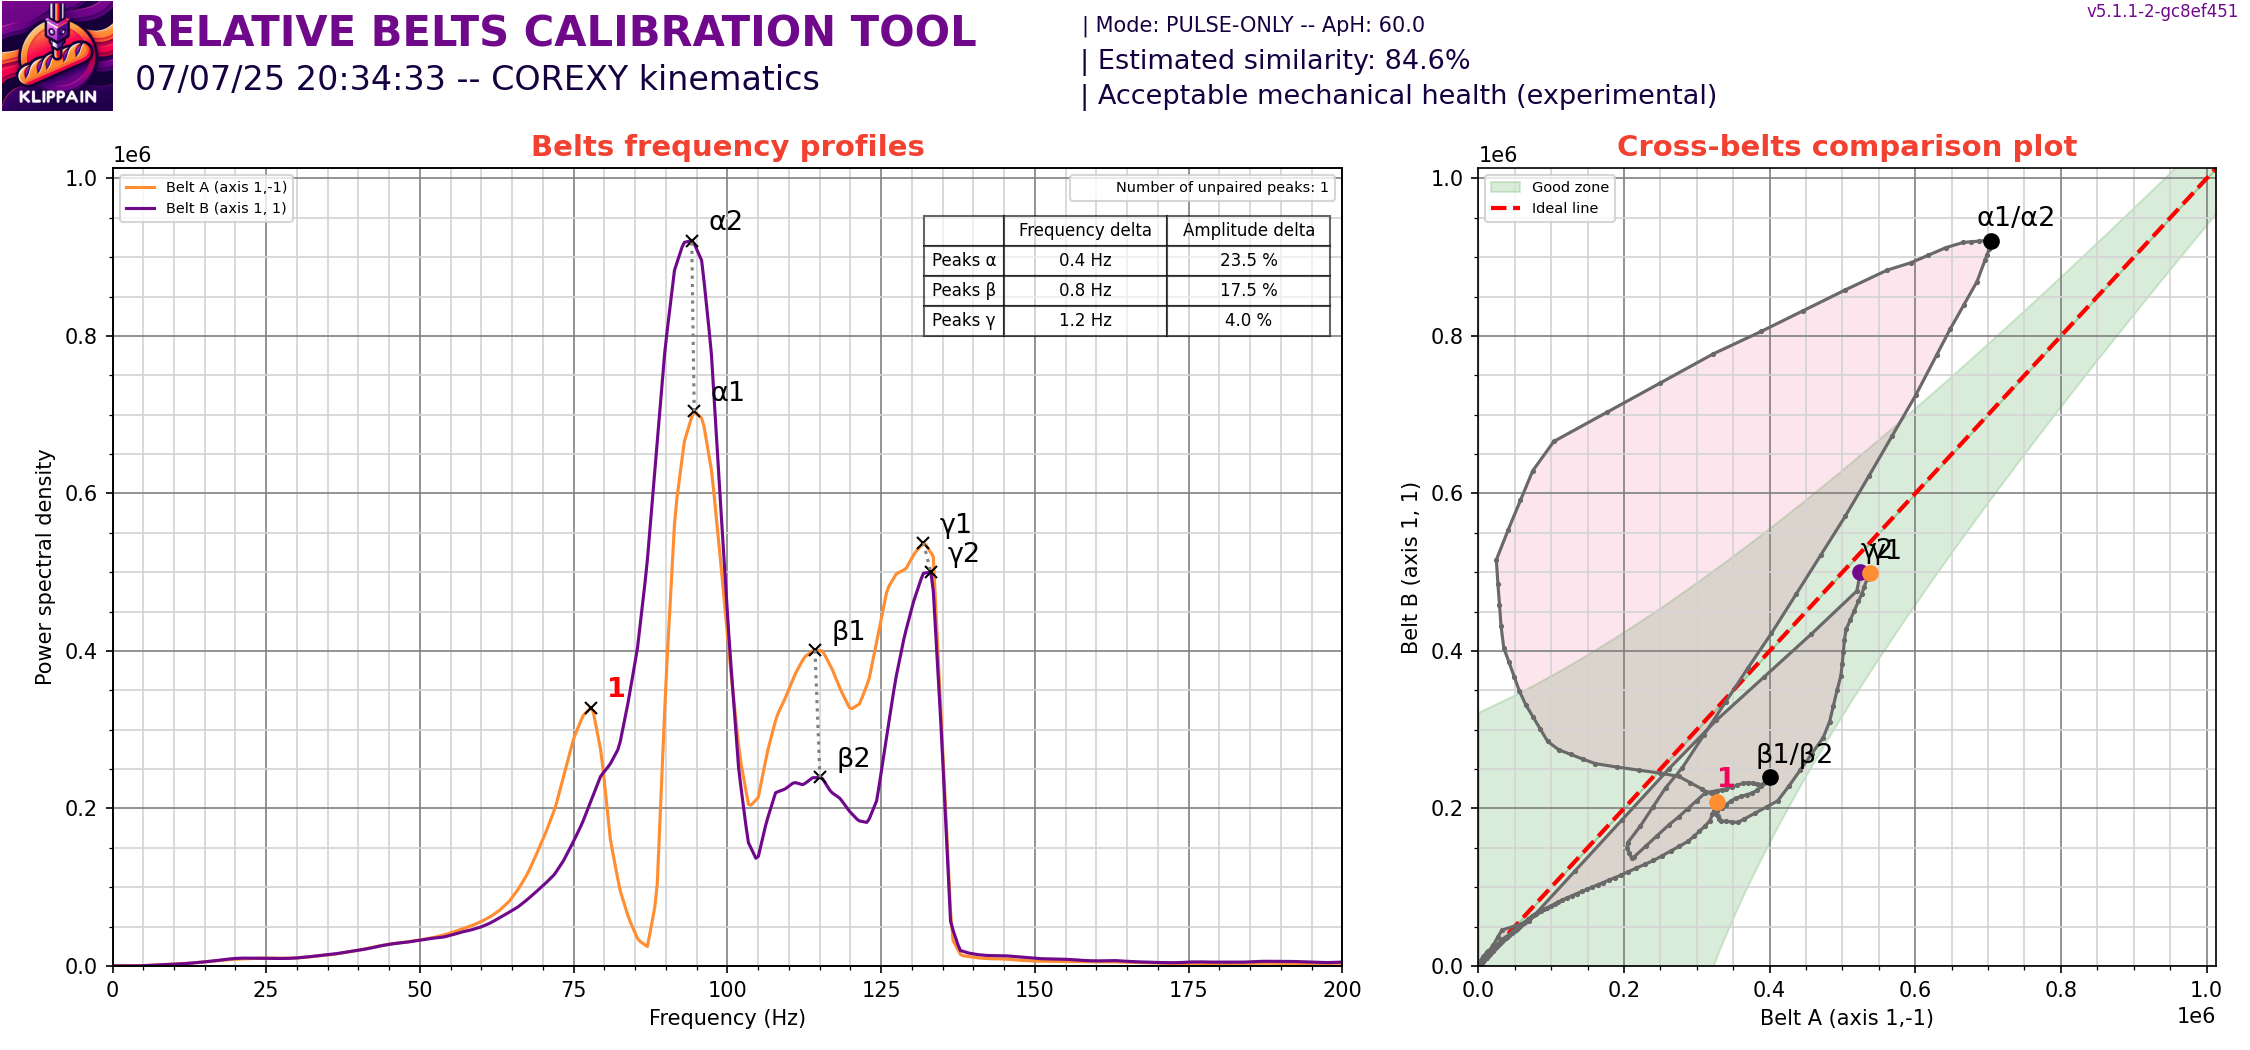 KLIPPAIN
RELATIVE BELTS CALIBRATION TOOL
07/07/25 20:34:33 -- COREXY kinematics
| Mode: PULSE-ONLY -- ApH: 60.0
| Estimated similarity: 84.6%
| Acceptable mechanical health (experimental)
v5.1.1-2-gc8ef451
Belts frequency profiles
1e6
Belt A (axis 1,-1)
Belt B (axis 1, 1)
Number of unpaired peaks: 1
Frequency delta Amplitude delta
Peaks α 0.4 Hz 23.5 %
Peaks β 0.8 Hz 17.5 %
Peaks γ 1.2 Hz 4.0 %
α2
α1
γ1
γ2
β1
1
β2
1.0
0.8
0.6
0.4
0.2
0.0
Power spectral density
0 25 50 75 100 125 150 175 200
Frequency (Hz)
Cross-belts comparison plot
1e6
Good zone
Ideal line
α1/α2
γ2
γ1
β1/β2
1
1.0
0.8
0.6
0.4
0.2
0.0
Belt B (axis 1, 1)
0.0 0.2 0.4 0.6 0.8 1.0
Belt A (axis 1,-1)
1e6